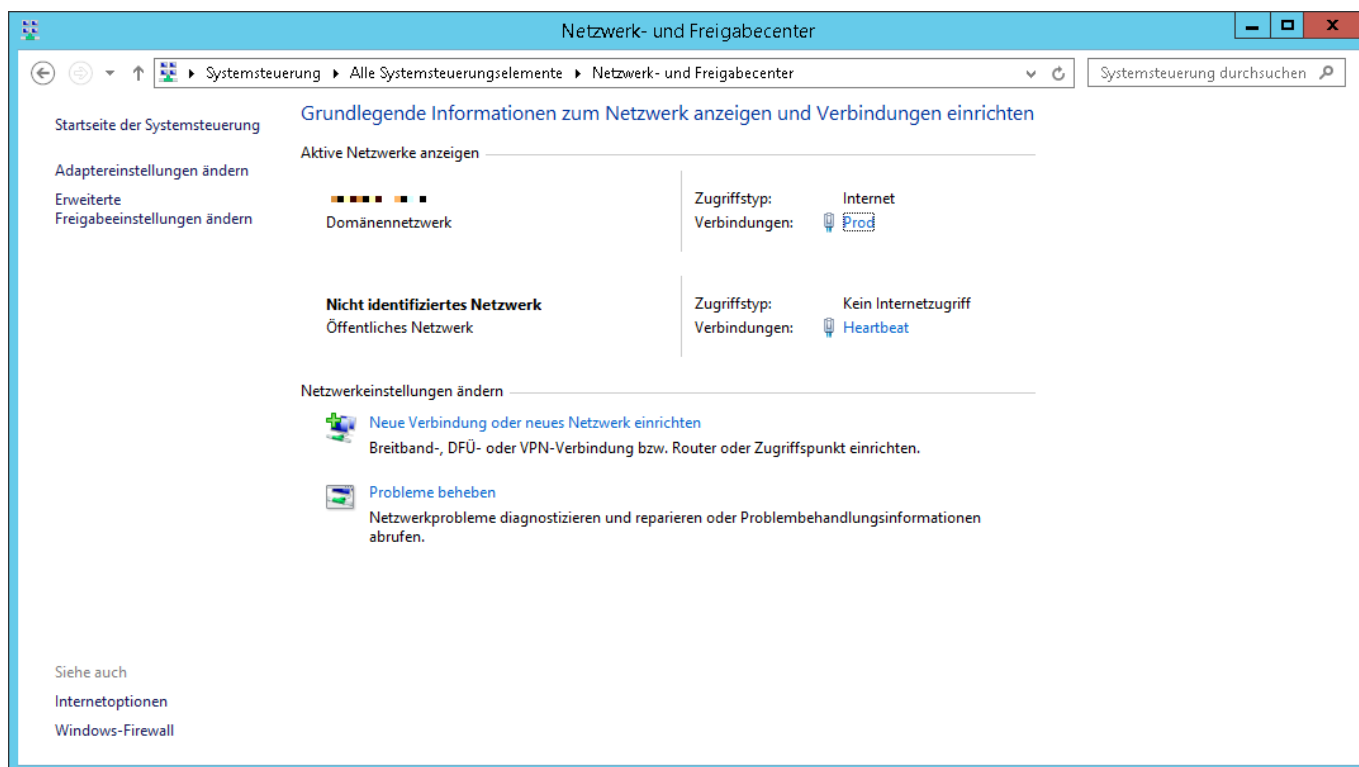 Netzwerk- und Freigabecenter
Systemsteuerung ▸ Alle Systemsteuerungselemente ▸ Netzwerk- und Freigabecenter
Systemsteuerung durchsuchen
Startseite der Systemsteuerung
Adaptereinstellungen ändern
Erweiterte
Freigabeeinstellungen ändern
Grundlegende Informationen zum Netzwerk anzeigen und Verbindungen einrichten
Aktive Netzwerke anzeigen
Domänennetzwerk
Zugriffstyp: Internet
Verbindungen: Prod
Nicht identifiziertes Netzwerk
Öffentliches Netzwerk
Zugriffstyp: Kein Internetzugriff
Verbindungen: Heartbeat
Netzwerkeinstellungen ändern
Neue Verbindung oder neues Netzwerk einrichten
Breitband-, DFÜ- oder VPN-Verbindung bzw. Router oder Zugriffspunkt einrichten.
Probleme beheben
Netzwerkprobleme diagnostizieren und reparieren oder Problembehandlungsinformationen
abrufen.
Siehe auch
Internetoptionen
Windows-Firewall